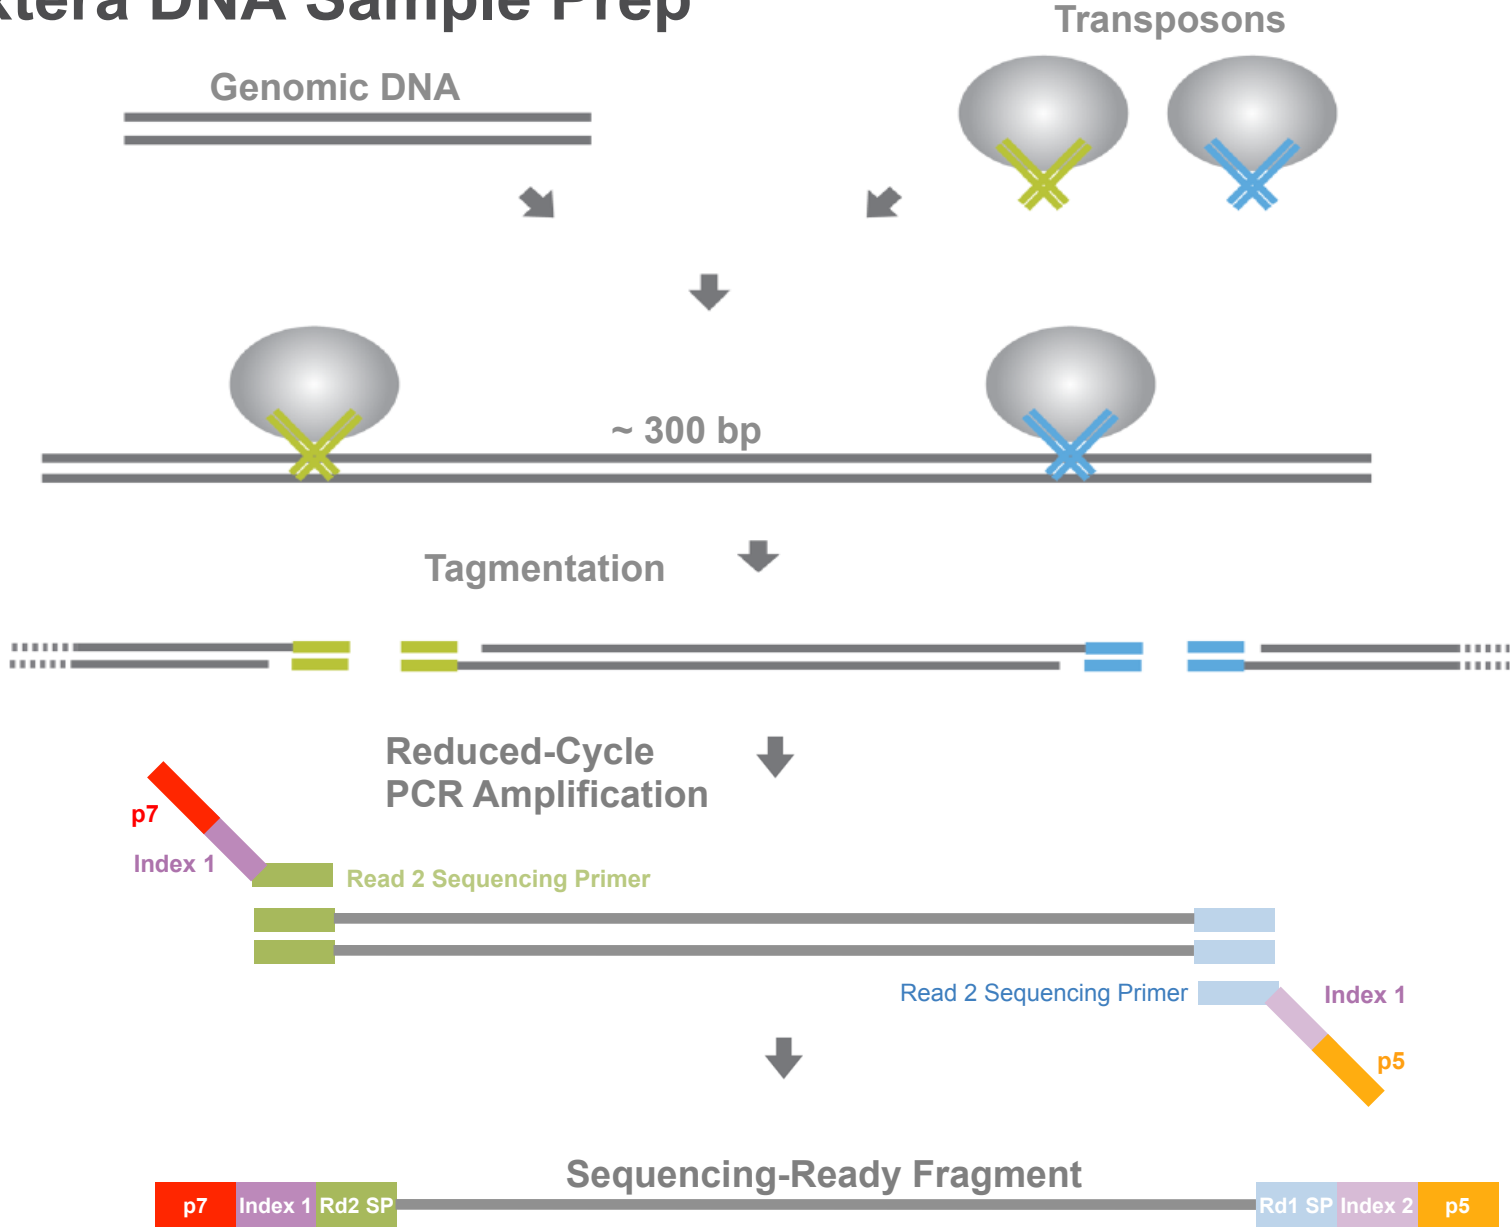 xtera DNA Sample Prep
Transposons
Genomic DNA
~ 300 bp
Tagmentation
Reduced-Cycle
PCR Amplification
p7
Index 1
Read 2 Sequencing Primer
Read 2 Sequencing Primer
Index 1
p5
Sequencing-Ready Fragment
p7 Index 1 Rd2 SP Rd1 SP Index 2 p5